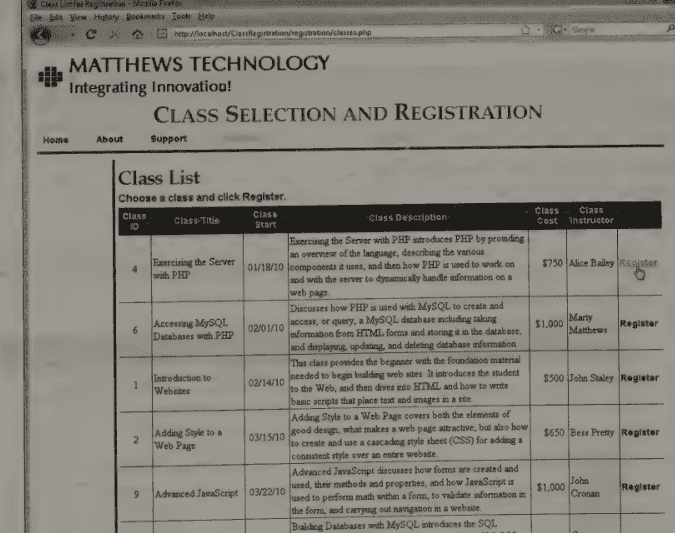 Class List for Registration - Mozilla Firefox
File Edit View History Bookmarks Tools Help
http://localhost/ClassRegistration/registration/classes.php
Google
MATTHEWS TECHNOLOGY
Integrating Innovation!
CLASS SELECTION AND REGISTRATION
Home About Support
Class List
Choose a class and click Register.
Class ID Class Title Class Start Class Description Class Cost Class Instructor
4 Exercising the Server with PHP 01/18/10 Exercising the Server with PHP introduces PHP by providing
an overview of the language, describing the various
components it uses, and then how PHP is used to work on
and with the server to dynamically handle information on a
web page. $750 Alice Bailey Register
6 Accessing MySQL Databases with PHP 02/01/10 Discusses how PHP is used with MySQL to create and
access, or query, a MySQL database including taking
information from HTML forms and storing it in the database,
and displaying, updating, and deleting database information. $1,000 Marty Matthews Register
1 Introduction to Websites 02/14/10 This class provides the beginner with the foundation material
needed to begin building web sites. It introduces the student
to the Web, and then dives into HTML and how to write
basic scripts that place text and images in a site. $500 John Staley Register
2 Adding Style to a Web Page 03/15/10 Adding Style to a Web Page covers both the elements of
good design, what makes a web page attractive, but also how
to create and use a cascading style sheet (CSS) for adding a
consistent style over an entire website. $650 Bess Pretty Register
9 Advanced JavaScript 03/22/10 Advanced JavaScript discusses how forms are created and
used, their methods and properties, and how JavaScript is
used to perform math within a form, to validate information in
the form, and carrying out navigation in a website. $1,000 John Cronan Register
Building Databases with MySQL introduces the SQL